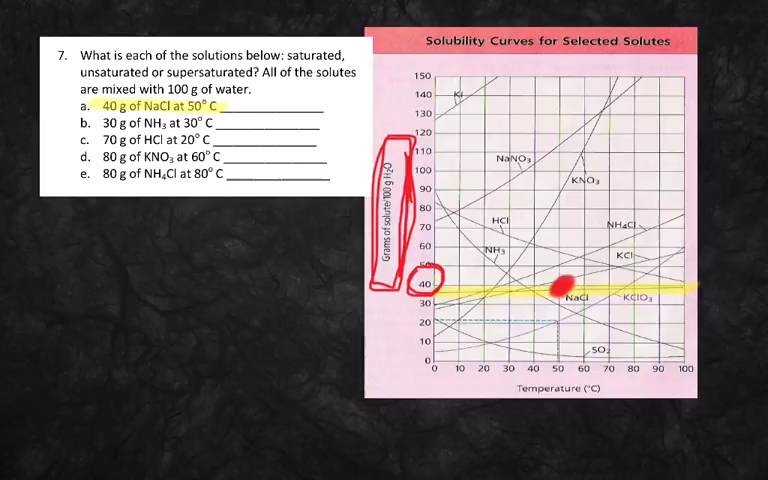 7. What is each of the solutions below: saturated,
unsaturated or supersaturated? All of the solutes
are mixed with 100 g of water.
a. 40 g of NaCl at 50° C
b. 30 g of NH₃ at 30° C
c. 70 g of HCl at 20° C
d. 80 g of KNO₃ at 60° C
e. 80 g of NH₄Cl at 80° C
Solubility Curves for Selected Solutes
Grams of solute/100 g H₂O
150
140
130
120
110
100
90
80
70
60
50
40
30
20
10
0
KI
NaNO₃
KNO₃
HCl
NH₄Cl
NH₃
KCl
NaCl
KClO₃
SO₂
0 10 20 30 40 50 60 70 80 90 100
Temperature (°C)